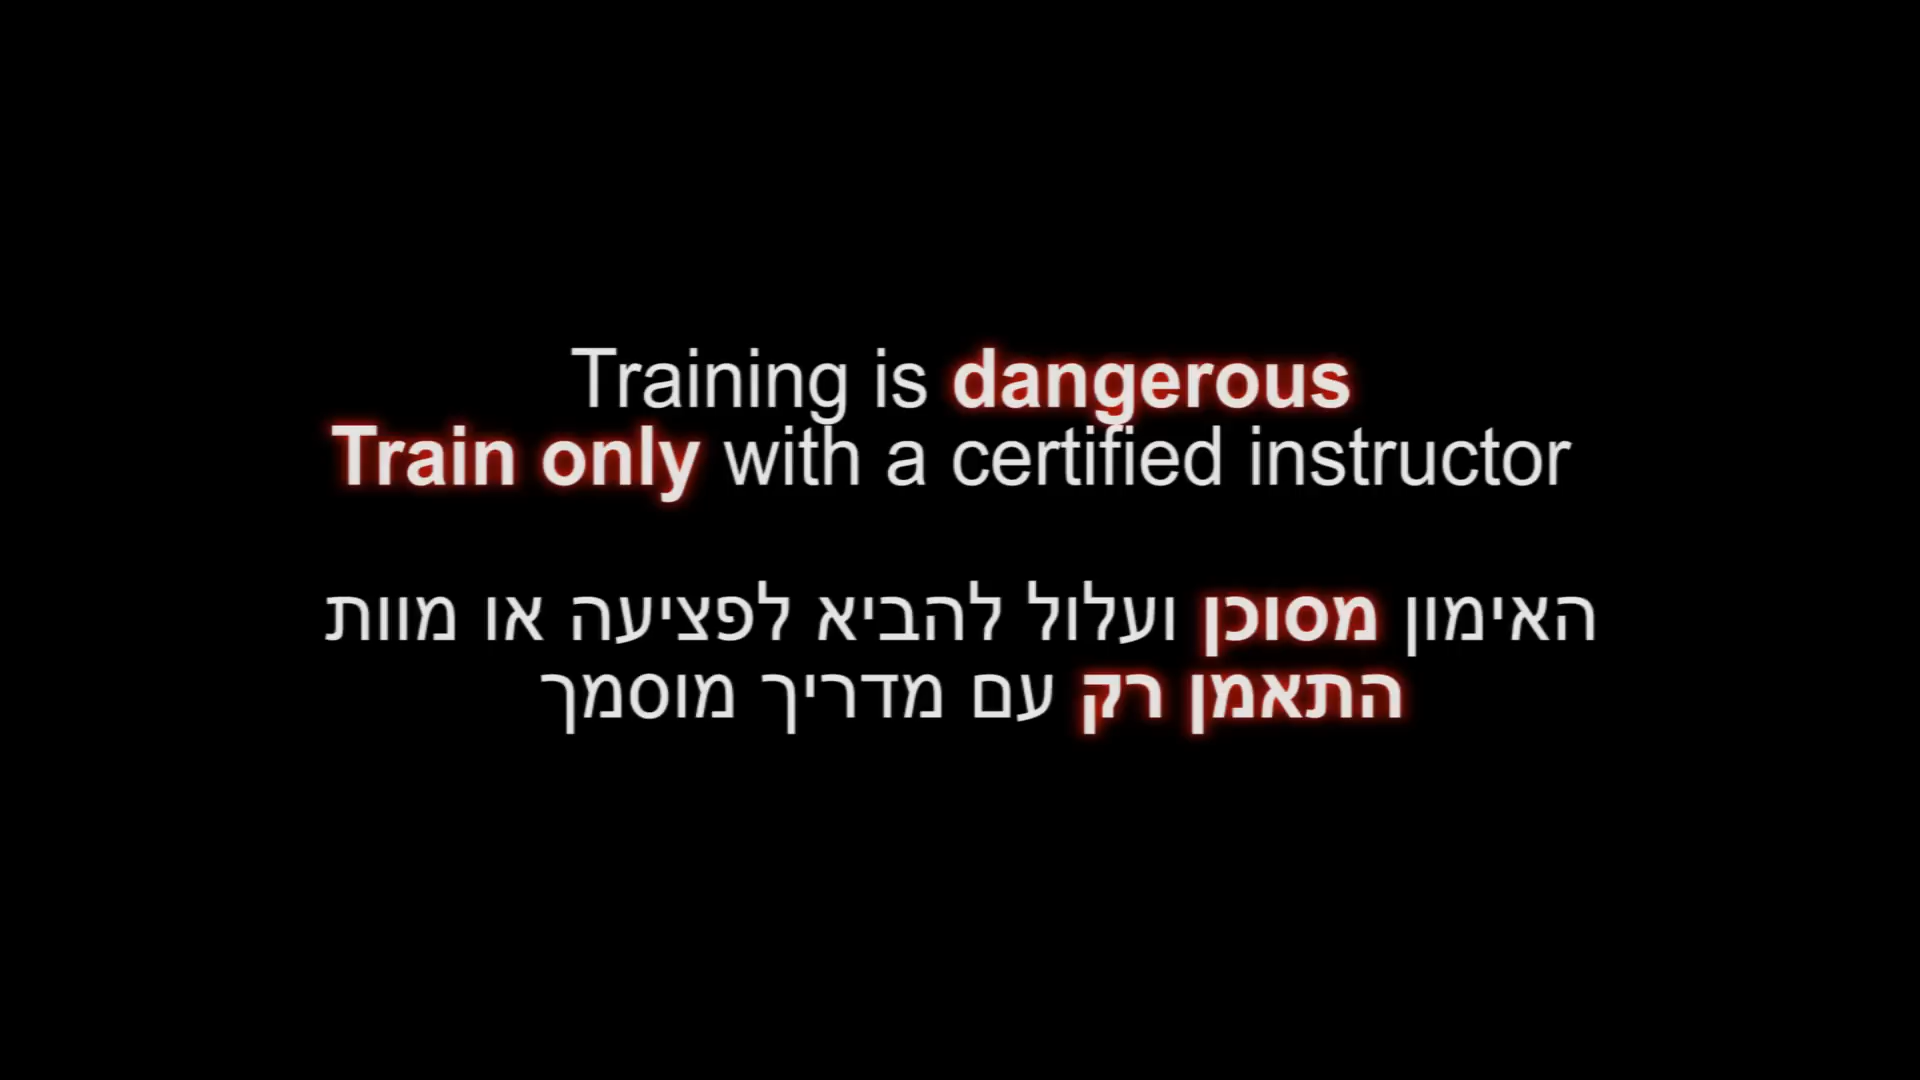 Training is dangerous
Train only with a certified instructor
האימון מסוכן ועלול להביא לפציעה או מוות
התאמן רק עם מדריך מוסמך